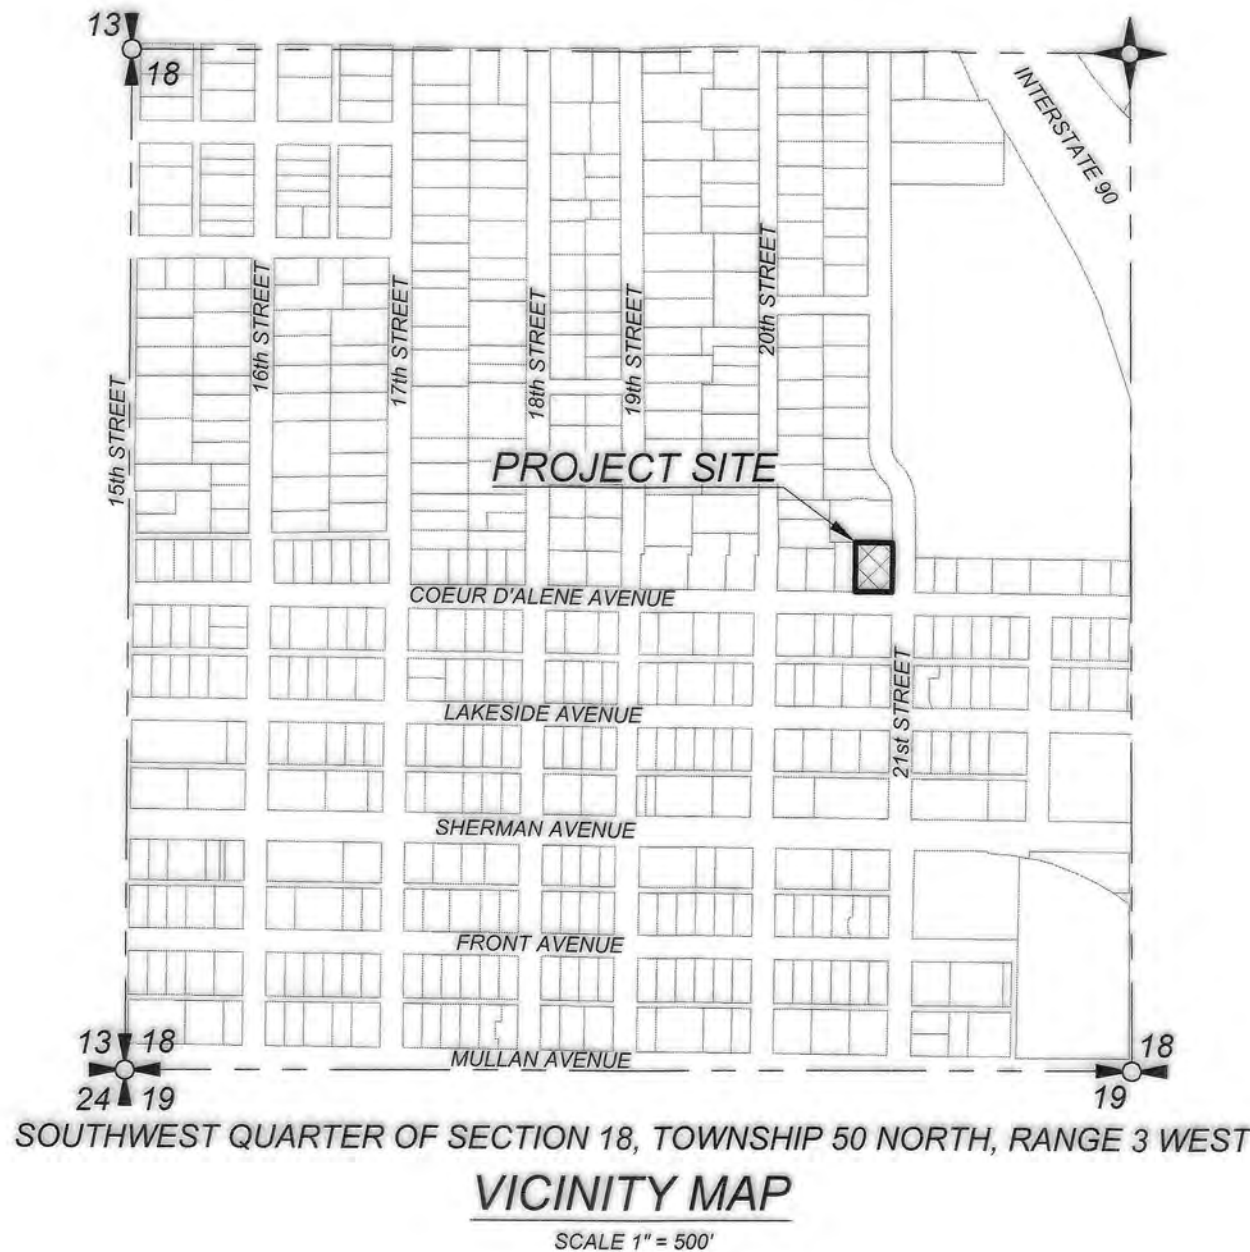 13
18
INTERSTATE 90
20th STREET
16th STREET
17th STREET
18th STREET
19th STREET
15th STREET
PROJECT SITE
COEUR D'ALENE AVENUE
21st STREET
LAKESIDE AVENUE
SHERMAN AVENUE
FRONT AVENUE
13 18
MULLAN AVENUE
18
24 19
19
SOUTHWEST QUARTER OF SECTION 18, TOWNSHIP 50 NORTH, RANGE 3 WEST
VICINITY MAP
SCALE 1" = 500'